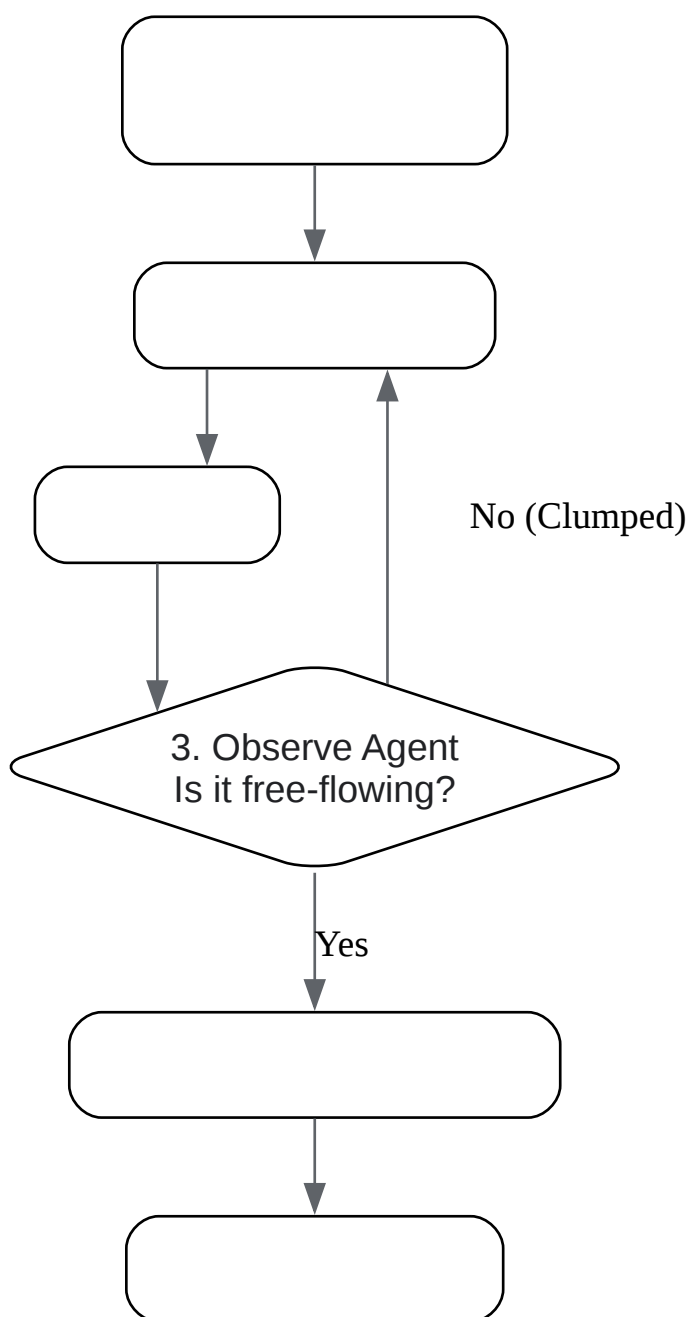 No (Clumped)
3. Observe Agent
Is it free-flowing?
Yes